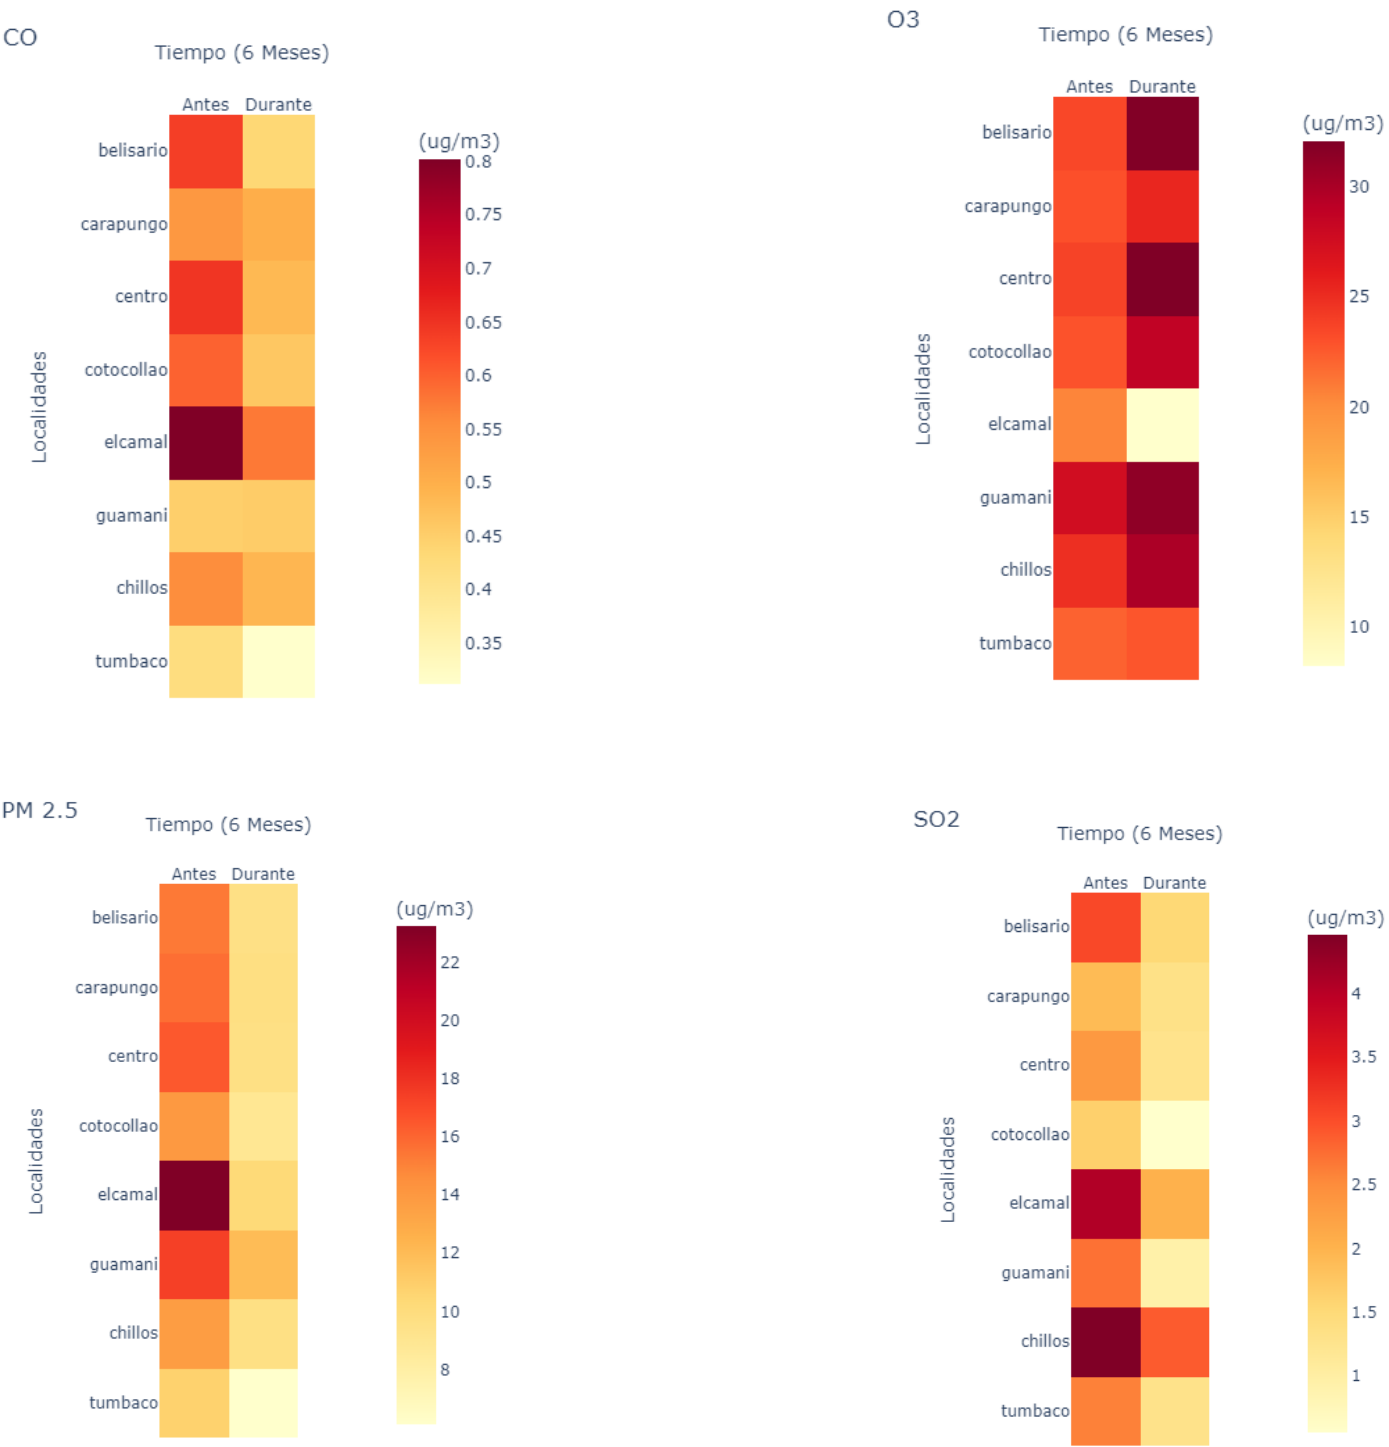 CO
Tiempo (6 Meses)
Antes Durante
(ug/m3)
Localidades
belisario
carapungo
centro
cotocollao
elcamal
guamani
chillos
tumbaco
0.8
0.75
0.7
0.65
0.6
0.55
0.5
0.45
0.4
0.35
O3
Tiempo (6 Meses)
Antes Durante
(ug/m3)
Localidades
belisario
carapungo
centro
cotocollao
elcamal
guamani
chillos
tumbaco
30
25
20
15
10
PM 2.5
Tiempo (6 Meses)
Antes Durante
(ug/m3)
Localidades
belisario
carapungo
centro
cotocollao
elcamal
guamani
chillos
tumbaco
22
20
18
16
14
12
10
8
SO2
Tiempo (6 Meses)
Antes Durante
(ug/m3)
Localidades
belisario
carapungo
centro
cotocollao
elcamal
guamani
chillos
tumbaco
4
3.5
3
2.5
2
1.5
1